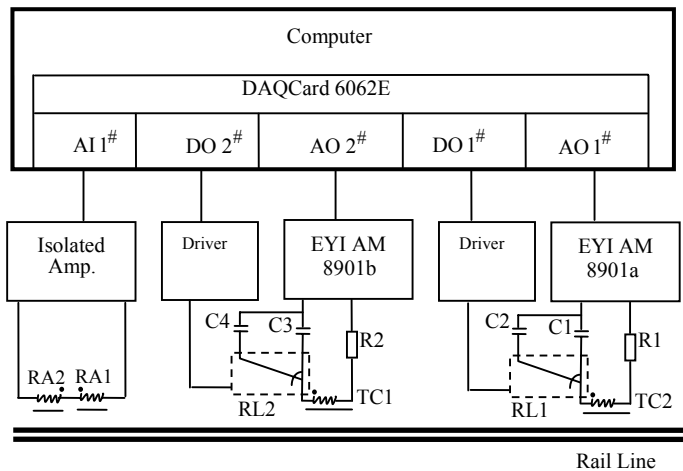 Computer
DAQCard 6062E
AI 1# DO 2# AO 2# DO 1# AO 1#
Isolated Amp.
Driver
EYI AM 8901b
Driver
EYI AM 8901a
C4 C3 R2
C2 C1 R1
RA2 RA1
RL2 TC1
RL1 TC2
Rail Line